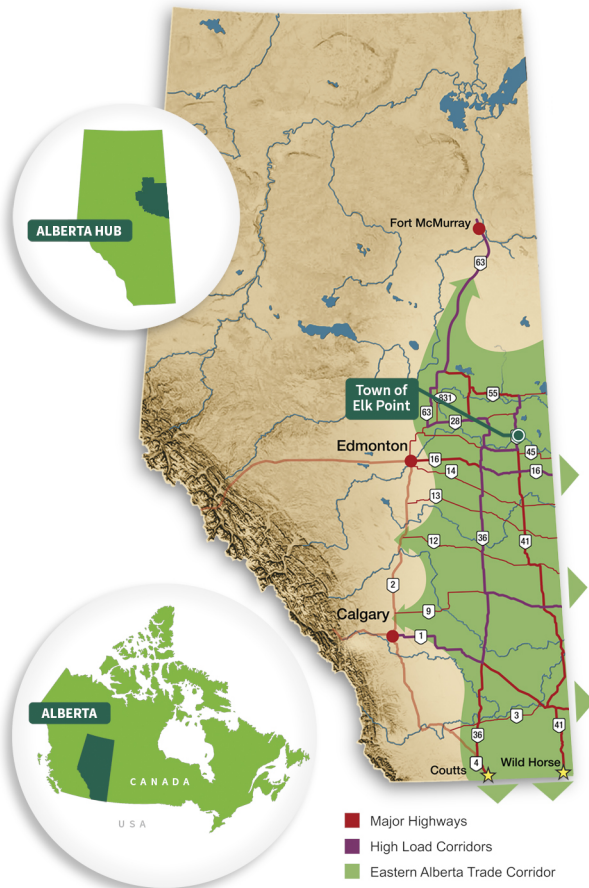 ALBERTA HUB
Fort McMurray
63
Town of
Elk Point
831
55
63
28
45
Edmonton
16
16
14
13
12
36
41
2
Calgary
9
1
3
41
36
4
Coutts
Wild Horse
ALBERTA
CANADA
USA
Major Highways
High Load Corridors
Eastern Alberta Trade Corridor